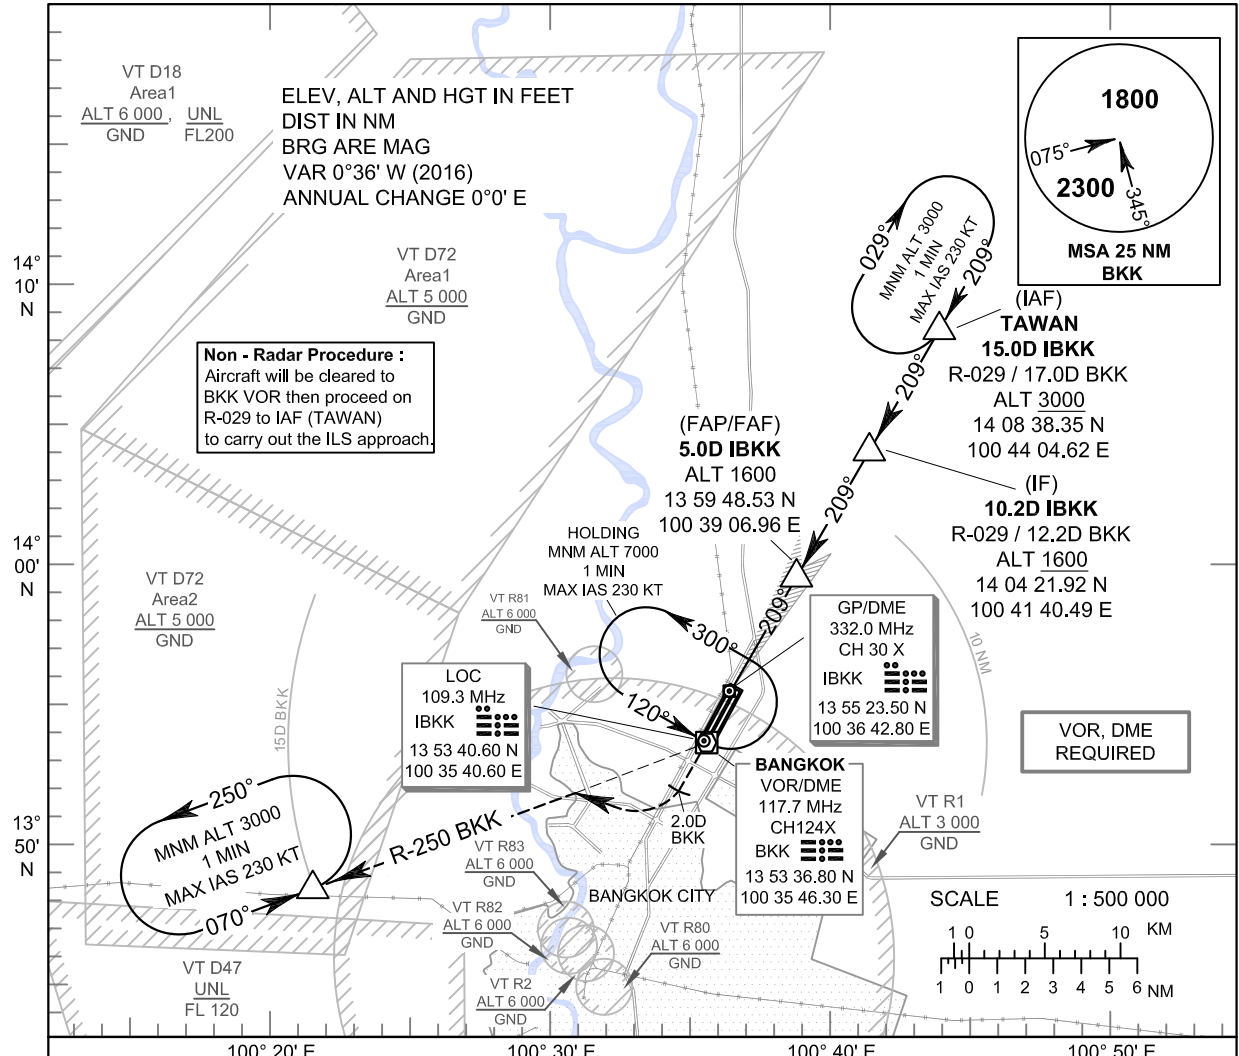 VT D18
Area1
ALT 6 000, UNL
GND FL200
ELEV, ALT AND HGT IN FEET
DIST IN NM
BRG ARE MAG
VAR 0°36' W (2016)
ANNUAL CHANGE 0°0' E
1800
075°
2300
345°
MSA 25 NM
BKK
029°
MNM ALT 3000
1 MIN
MAX IAS 230 KT
209°
VT D72
Area1
ALT 5 000
GND
14°
10'
N
(IAF)
TAWAN
15.0D IBKK
R-029 / 17.0D BKK
ALT 3000
14 08 38.35 N
100 44 04.62 E
209°
Non - Radar Procedure :
Aircraft will be cleared to
BKK VOR then proceed on
R-029 to IAF (TAWAN)
to carry out the ILS approach.
(FAP/FAF)
5.0D IBKK
ALT 1600
13 59 48.53 N
100 39 06.96 E
209°
(IF)
10.2D IBKK
R-029 / 12.2D BKK
ALT 1600
14 04 21.92 N
100 41 40.49 E
14°
00'
N
VT D72
Area2
ALT 5 000
GND
HOLDING
MNM ALT 7000
1 MIN
MAX IAS 230 KT
VT R81
ALT 6 000
GND
300°
120°
209°
GP/DME
332.0 MHz
CH 30 X
IBKK
13 55 23.50 N
100 36 42.80 E
10 NM
LOC
109.3 MHz
IBKK
13 53 40.60 N
100 35 40.60 E
15D BKK
VOR, DME
REQUIRED
BANGKOK
VOR/DME
117.7 MHz
CH124X
BKK
13 53 36.80 N
100 35 46.30 E
2.0D
BKK
VT R1
ALT 3 000
GND
13°
50'
N
250°
MNM ALT 3000
1 MIN
MAX IAS 230 KT
070°
R-250 BKK
VT R83
ALT 6 000
GND
BANGKOK CITY
VT R82
ALT 6 000
GND
VT R80
ALT 6 000
GND
VT R2
ALT 6 000
GND
VT D47
UNL
FL 120
SCALE 1 : 500 000
1 0 5 10 KM
1 0 1 2 3 4 5 6 NM
100° 20' E 100° 30' E 100° 40' E 100° 50' E